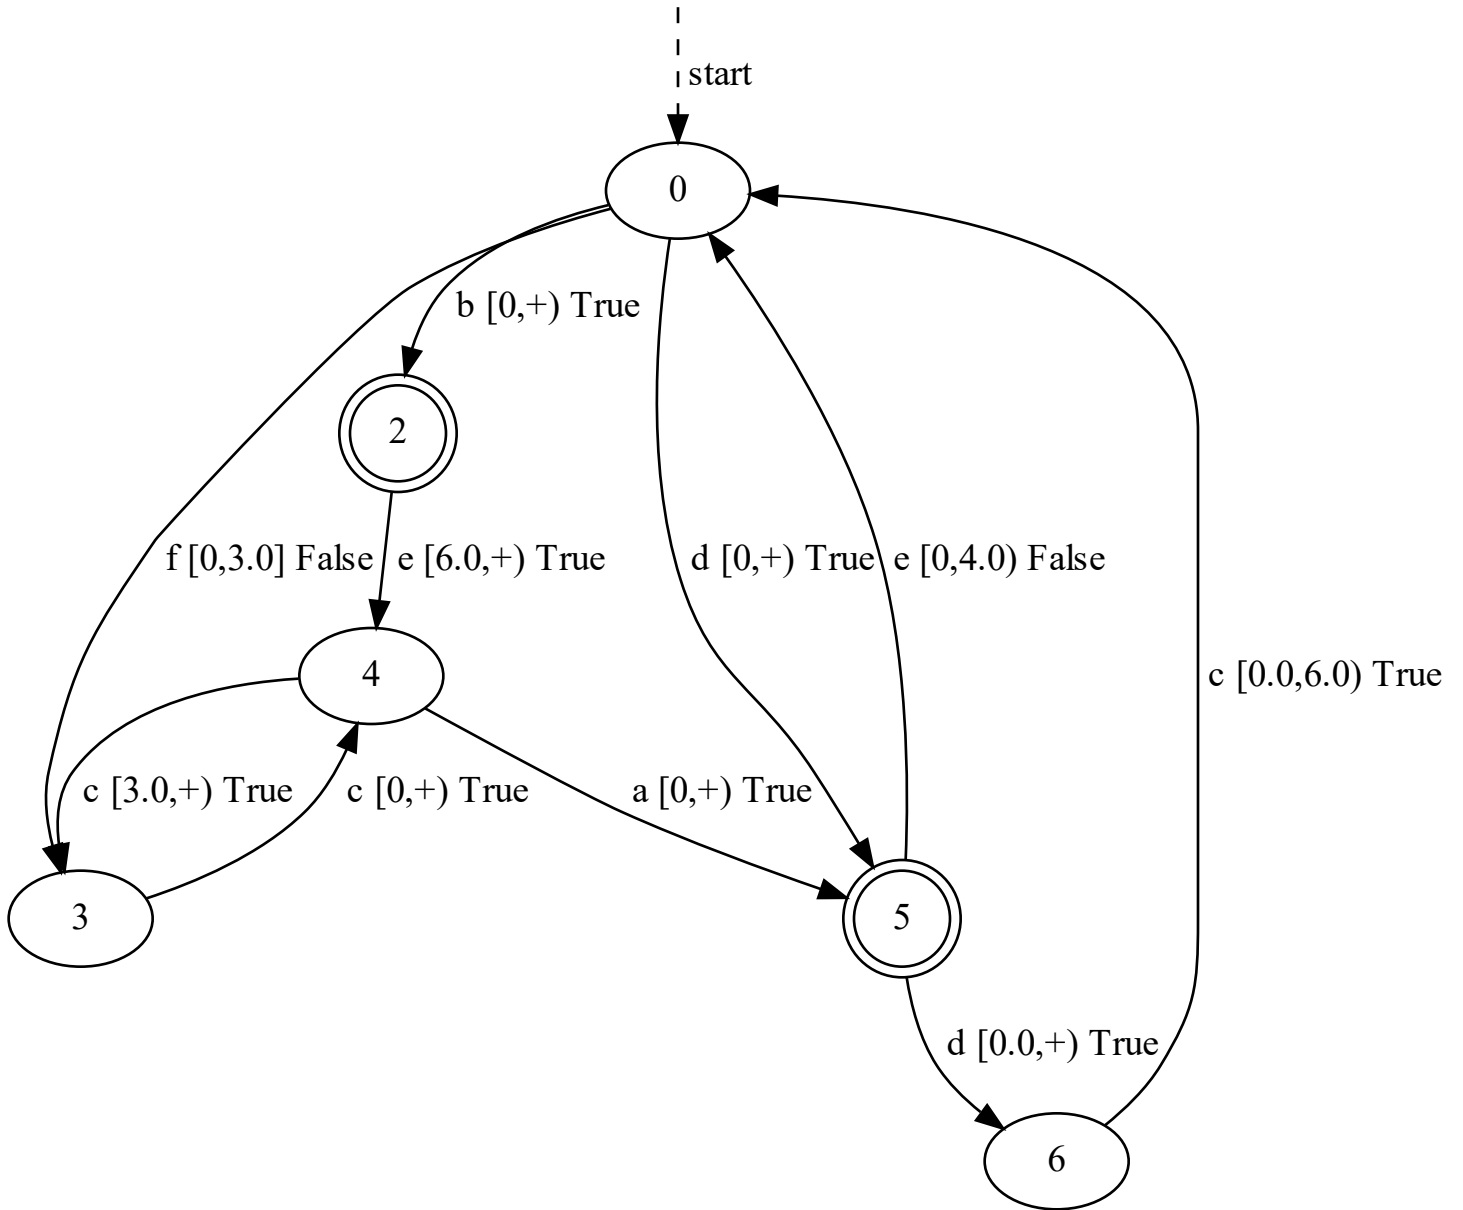 start
0
b [0,+) True
2
f [0,3.0] False
e [6.0,+) True
d [0,+) True
e [0,4.0) False
4
c [0.0,6.0) True
c [3.0,+) True
c [0,+) True
a [0,+) True
3
5
d [0.0,+) True
6